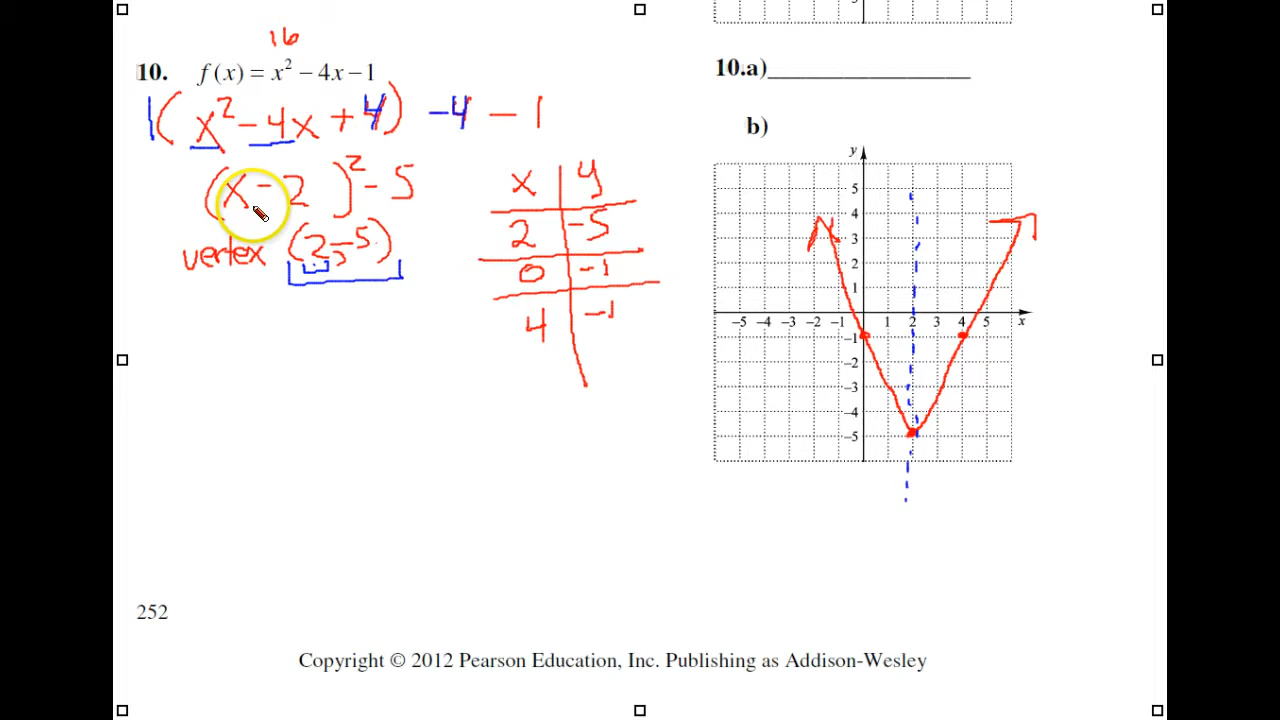 16
10. f(x) = x² − 4x − 1
1(x² − 4x + 4) −4 − 1
(x − 2)² − 5
vertex (2, −5)
x y
2 −5
0 −1
4 −1
10.a)
b)
y
5
4
3
2
1
−5 −4 −3 −2 −1 1 2 3 4 5 x
−1
−2
−3
−4
−5
252
Copyright © 2012 Pearson Education, Inc. Publishing as Addison-Wesley